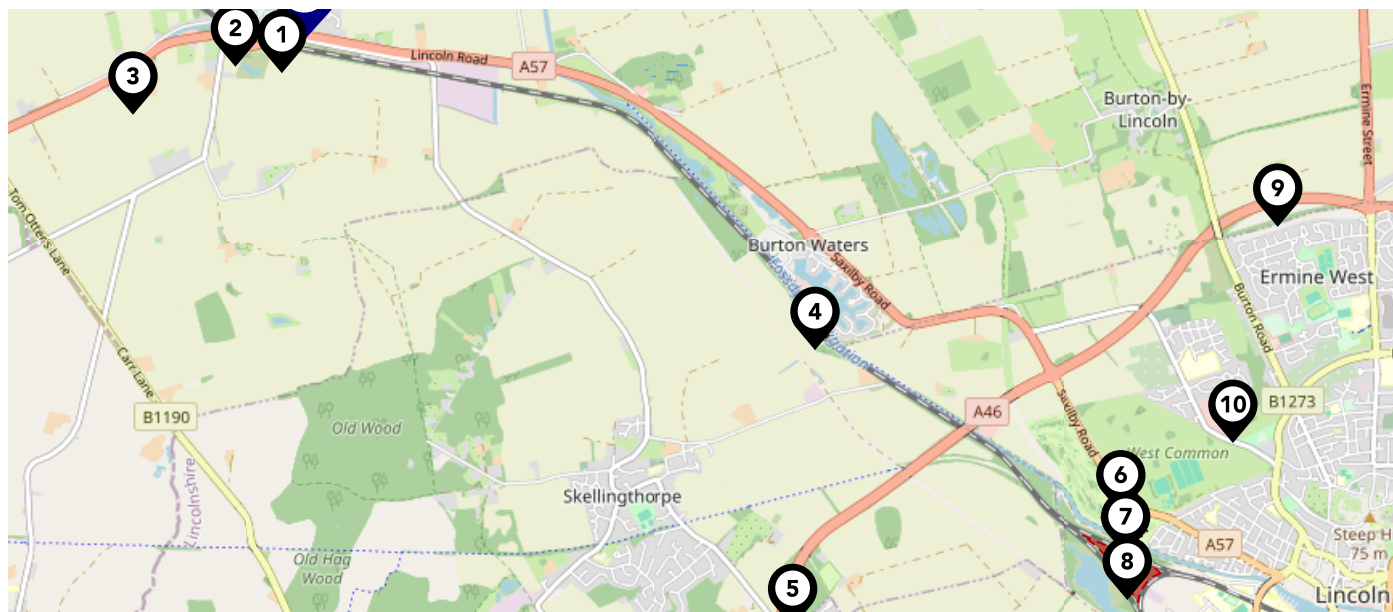 2
1
3
Lincoln Road
A57
Burton-by-
Lincoln
Ermine Street
9
Tom Otters Lane
Burton Waters
Saxilby Road
Ermine West
4
Burton Road
Carr Lane
B1190
Old Wood
A46
Saxilby Road
10
B1273
West Common
6
Skellingthorpe
Lincolnshire
7
Steep H
75 m
A57
Old Hag
Wood
8
5
Lincoln